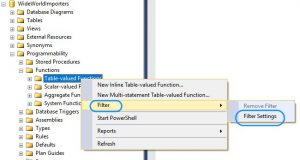 WideWorldImporters
Database Diagrams
Tables
Views
External Resources
Synonyms
Programmability
Stored Procedures
Functions
Table-valued Functions
Scalar-valued F
Aggregate Func
System Functio
Database Triggers
Assemblies
Types
Rules
Defaults
Plan Guides
New Inline Table-valued Function...
New Multi-statement Table-valued Function...
Filter
Start PowerShell
Reports
Refresh
Remove Filter
Filter Settings